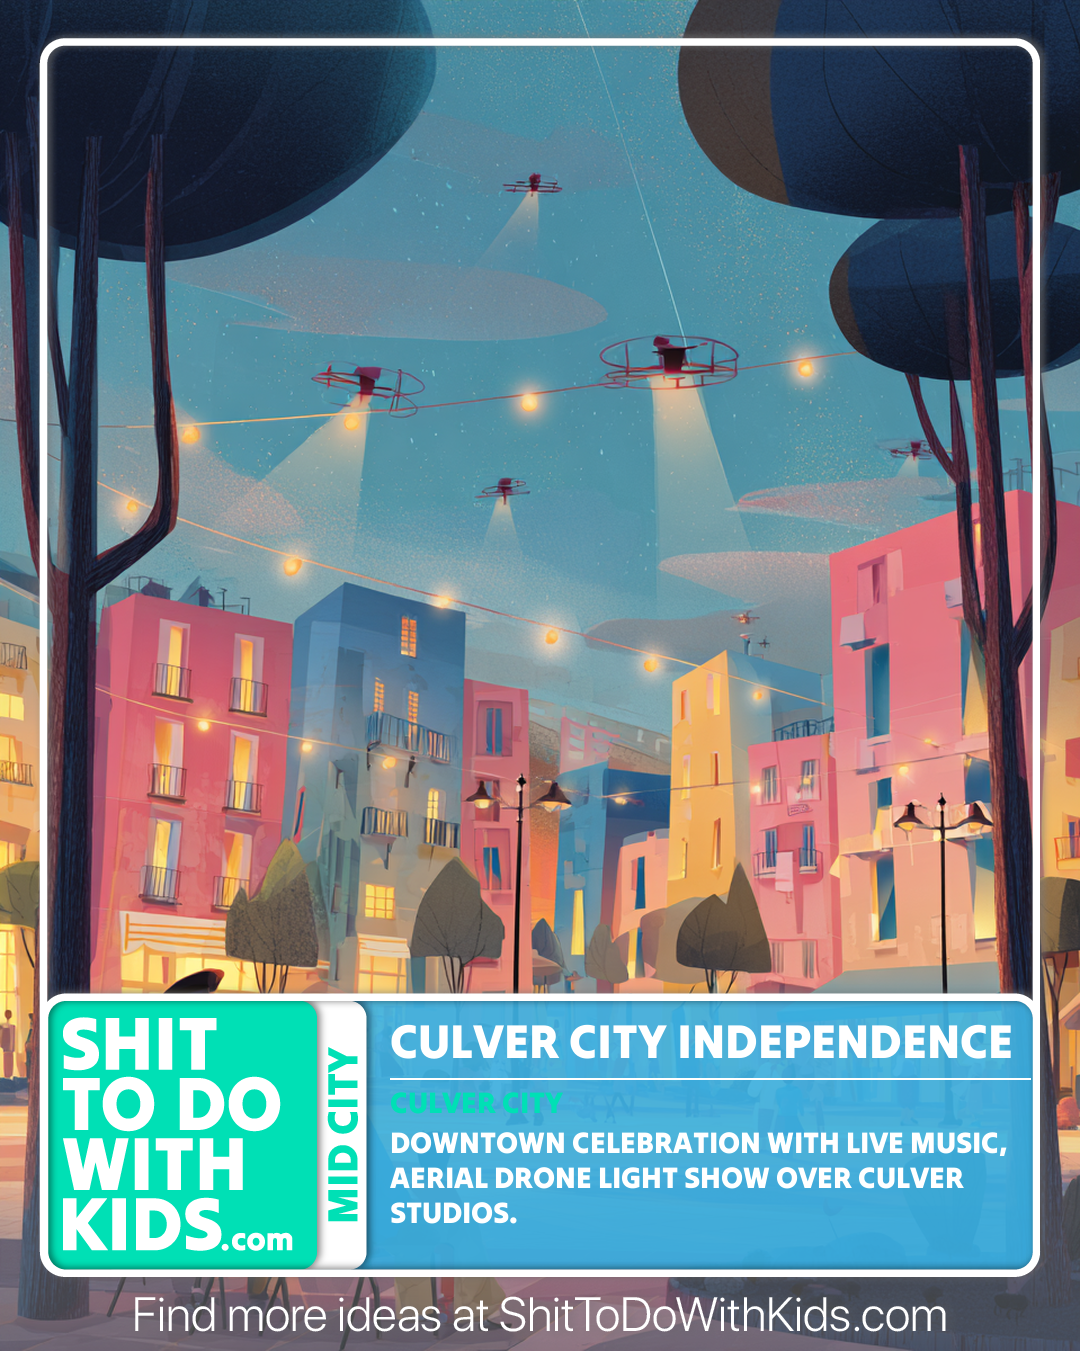 SHIT
TO DO
WITH
KIDS.com
MID CITY
CULVER CITY INDEPENDENCE
CULVER CITY
DOWNTOWN CELEBRATION WITH LIVE MUSIC,
AERIAL DRONE LIGHT SHOW OVER CULVER
STUDIOS.
Find more ideas at ShitToDoWithKids.com